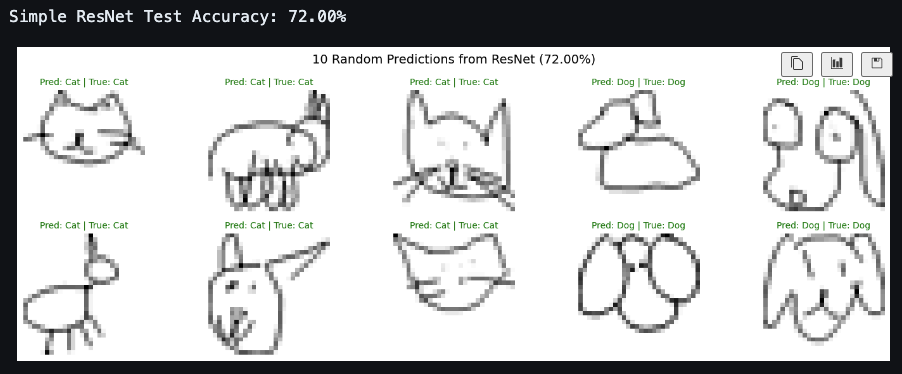 Simple ResNet Test Accuracy: 72.00%
10 Random Predictions from ResNet (72.00%)
Pred: Cat | True: Cat
Pred: Cat | True: Cat
Pred: Cat | True: Cat
Pred: Dog | True: Dog
Pred: Dog | True: Dog
Pred: Cat | True: Cat
Pred: Cat | True: Cat
Pred: Cat | True: Cat
Pred: Dog | True: Dog
Pred: Dog | True: Dog